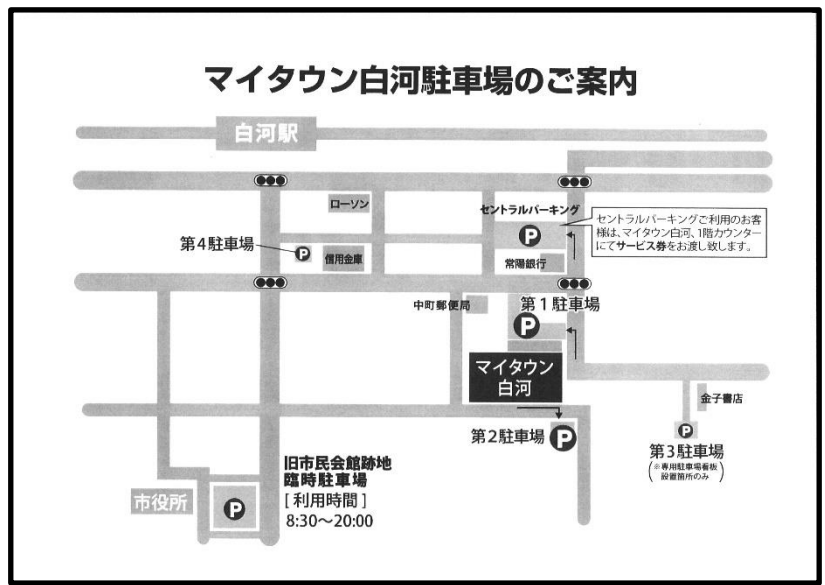 マイタウン白河駐車場のご案内
白河駅
ローソン
セントラルパーキング
セントラルパーキングご利用のお客
様は、マイタウン白河、1階カウンター
にてサービス券をお渡し致します。
P
第4駐車場
P
信用金庫
常陽銀行
中町郵便局
第1駐車場
P
マイタウン
白河
金子書店
第2駐車場
P
P
第3駐車場
(※専用駐車場看板
設置箇所のみ)
旧市民会館跡地
臨時駐車場
[利用時間]
8:30～20:00
市役所
P